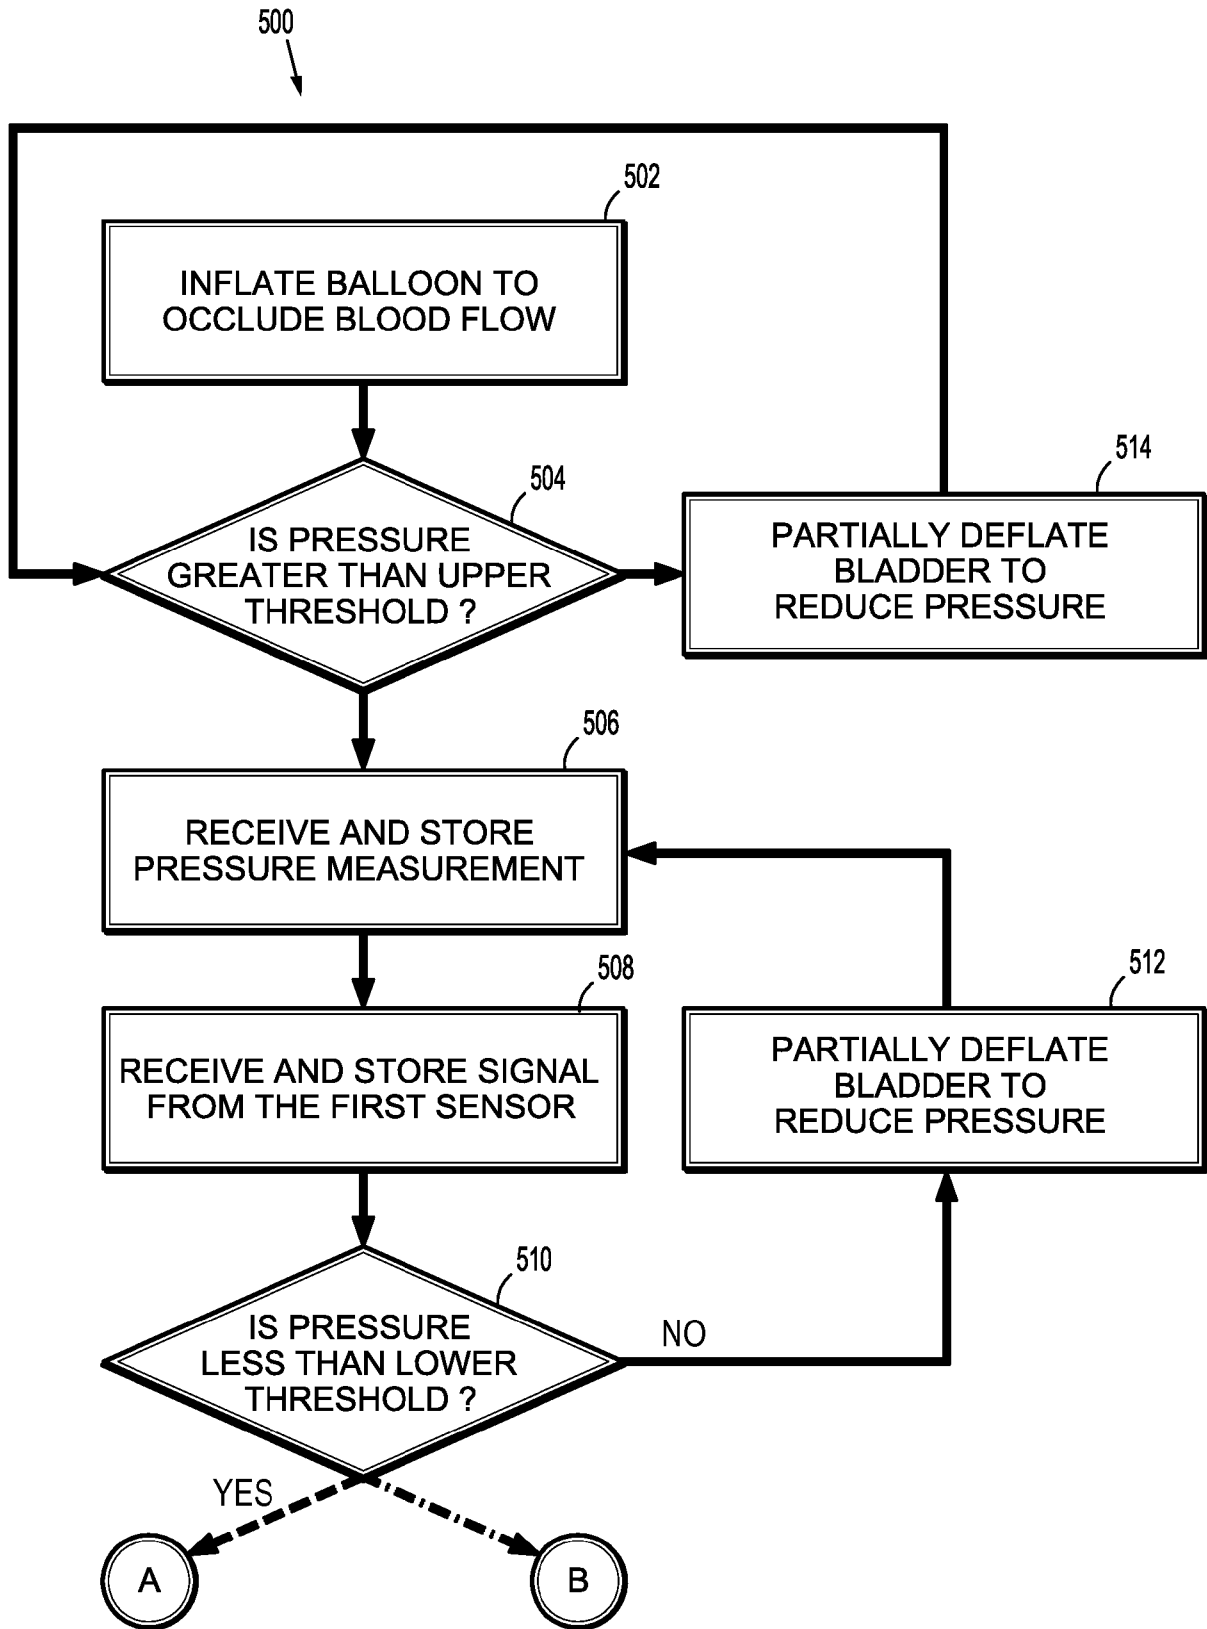 500
502
INFLATE BALLOON TO
OCCLUDE BLOOD FLOW
504
IS PRESSURE
GREATER THAN UPPER
THRESHOLD ?
514
PARTIALLY DEFLATE
BLADDER TO
REDUCE PRESSURE
506
RECEIVE AND STORE
PRESSURE MEASUREMENT
508
RECEIVE AND STORE SIGNAL
FROM THE FIRST SENSOR
512
PARTIALLY DEFLATE
BLADDER TO
REDUCE PRESSURE
510
IS PRESSURE
LESS THAN LOWER
THRESHOLD ?
NO
YES
A
B